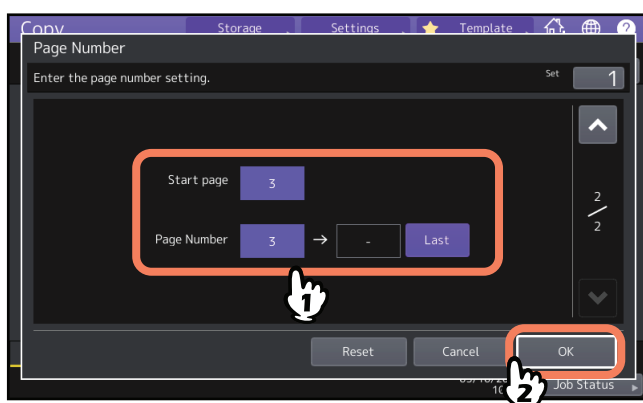 Copy Storage Settings Template ?
Page Number
Enter the page number setting. Set 1
Start page 3
Page Number 3 → - Last
2
2
1
Reset Cancel OK
2 Job Status